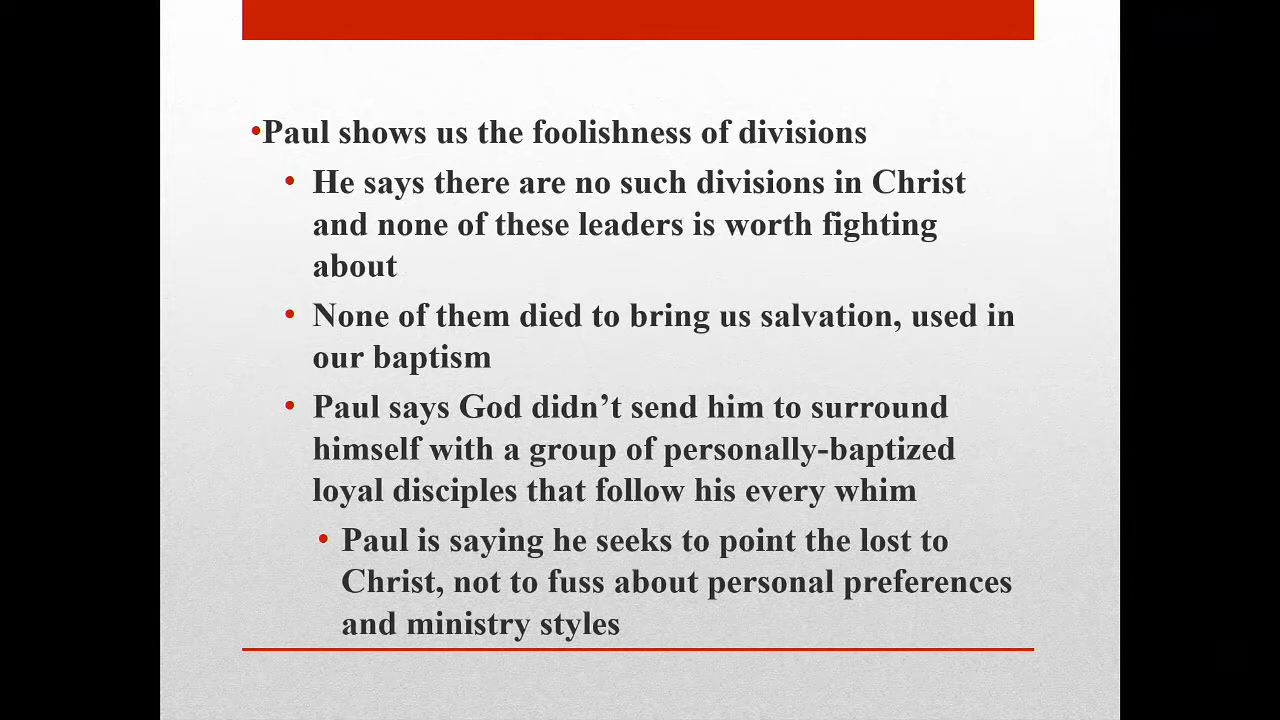 •Paul shows us the foolishness of divisions
• He says there are no such divisions in Christ
and none of these leaders is worth fighting
about
• None of them died to bring us salvation, used in
our baptism
• Paul says God didn’t send him to surround
himself with a group of personally-baptized
loyal disciples that follow his every whim
• Paul is saying he seeks to point the lost to
Christ, not to fuss about personal preferences
and ministry styles